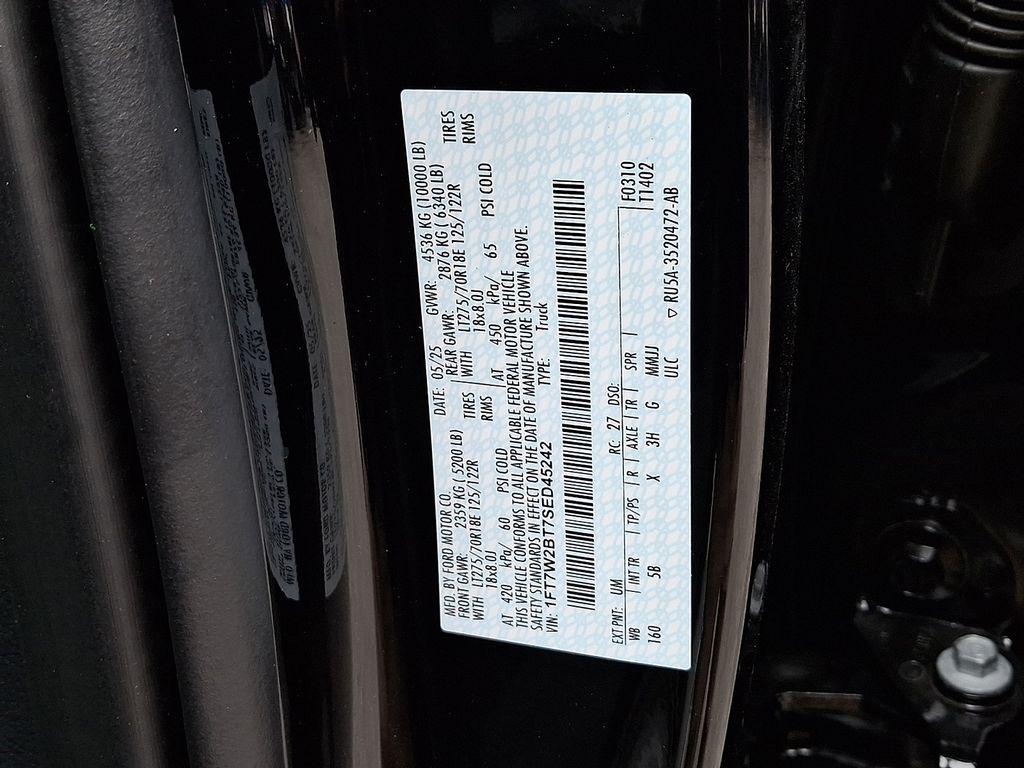 MFD. BY FORD MOTOR CO.
DATE: 05/25 GVWR: 4536 KG (10000 LB)
FRONT GAWR: 2359 KG ( 5200 LB) REAR GAWR: 2876 KG ( 6340 LB)
WITH LT275/70R18E 125/122R TIRES WITH LT275/70R18E 125/122R TIRES
18x8.0J RIMS 18x8.0J RIMS
AT 420 kPa/ 60 PSI COLD AT 450 kPa/ 65 PSI COLD
THIS VEHICLE CONFORMS TO ALL APPLICABLE FEDERAL MOTOR VEHICLE
SAFETY STANDARDS IN EFFECT ON THE DATE OF MANUFACTURE SHOWN ABOVE.
VIN: 1FT7W2BT7SED45242 TYPE: Truck
EXT PNT: UM RC: 27 DSO: F0310
WB INT TR TP/PS R AXLE TR SPR T1402
160 5B X 3H G MMJJ
ULC ▽ RU5A-3520472-AB